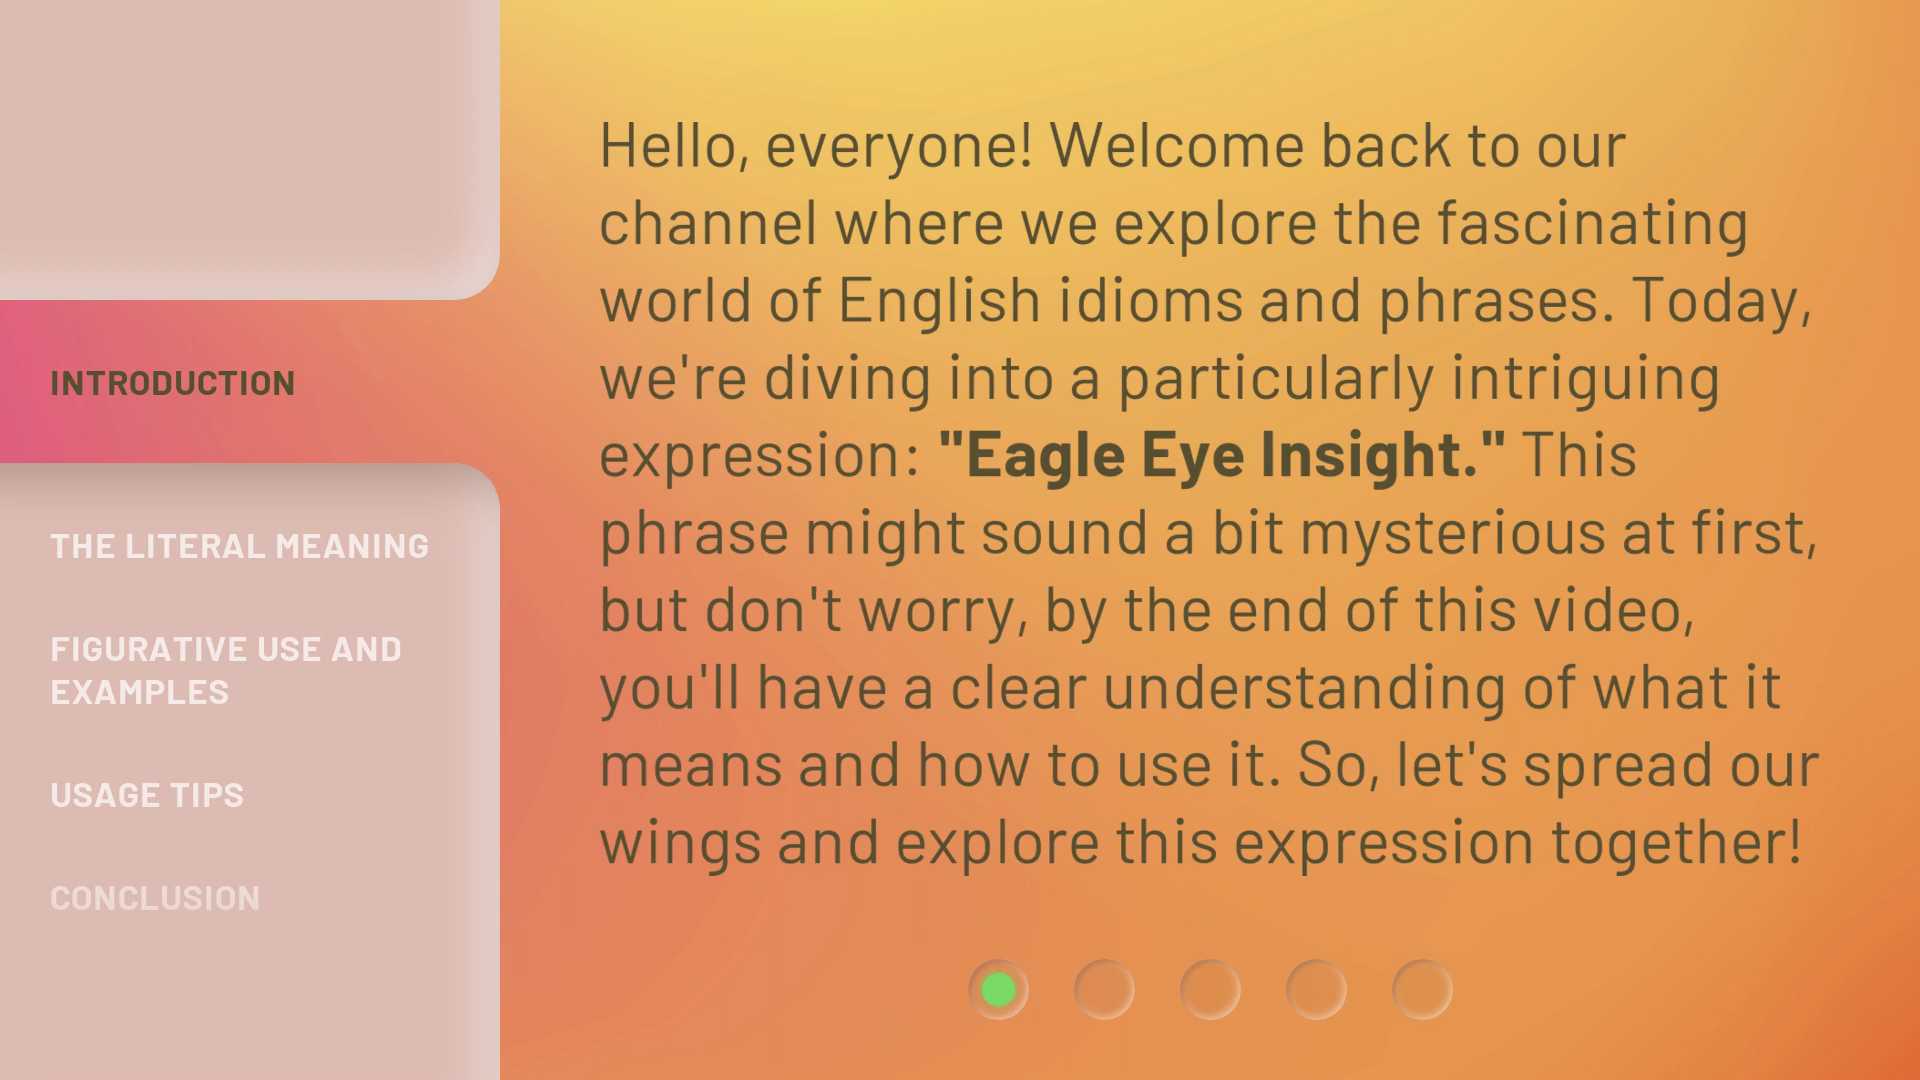 INTRODUCTION
THE LITERAL MEANING
FIGURATIVE USE AND
EXAMPLES
USAGE TIPS
CONCLUSION
Hello, everyone! Welcome back to our
channel where we explore the fascinating
world of English idioms and phrases. Today,
we're diving into a particularly intriguing
expression: "Eagle Eye Insight." This
phrase might sound a bit mysterious at first,
but don't worry, by the end of this video,
you'll have a clear understanding of what it
means and how to use it. So, let's spread our
wings and explore this expression together!